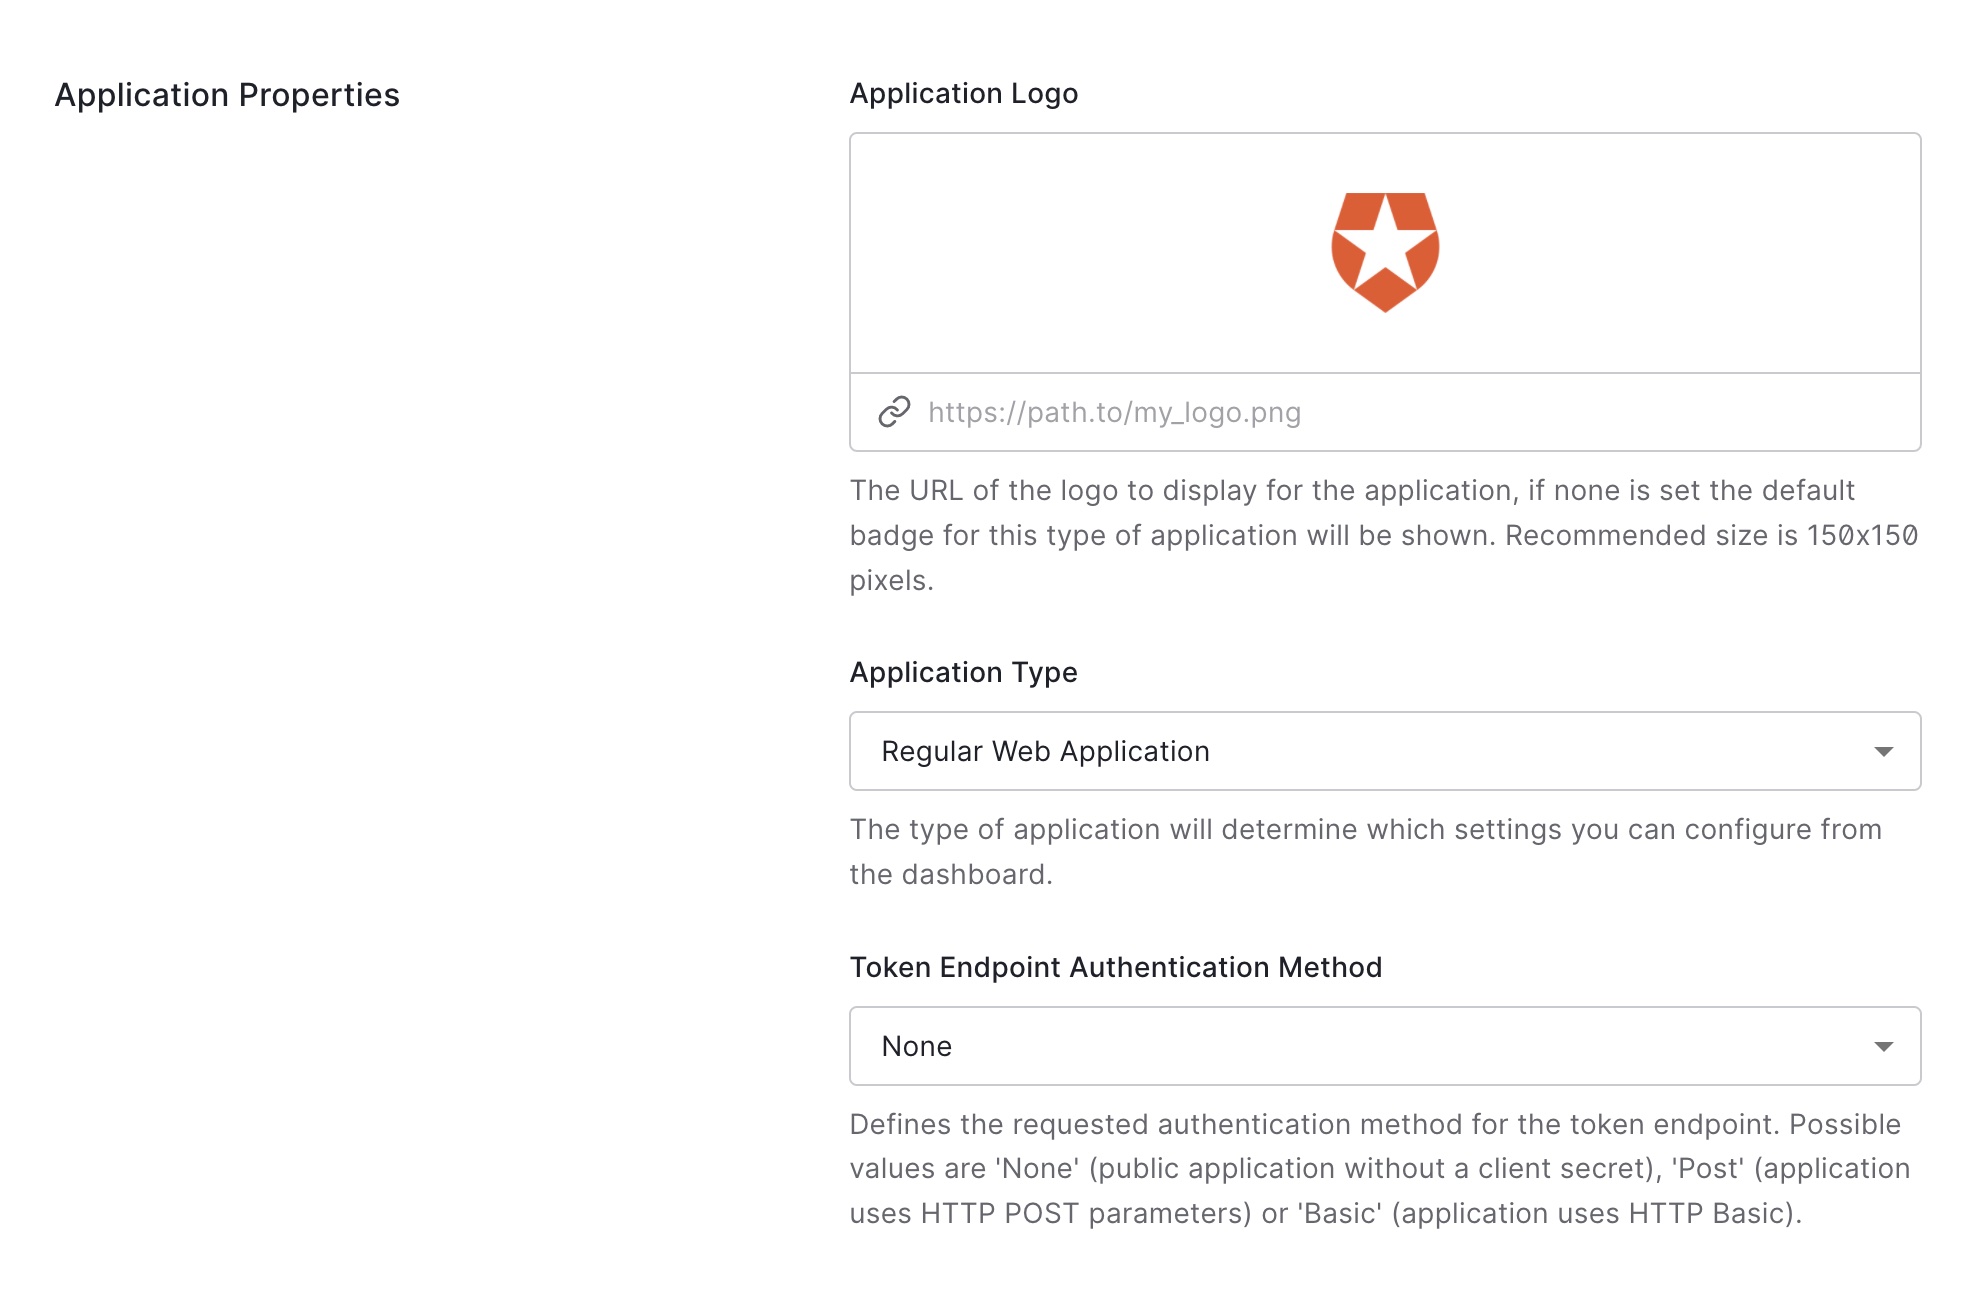 Application Properties
Application Logo
https://path.to/my_logo.png
The URL of the logo to display for the application, if none is set the default
badge for this type of application will be shown. Recommended size is 150x150
pixels.
Application Type
Regular Web Application
The type of application will determine which settings you can configure from
the dashboard.
Token Endpoint Authentication Method
None
Defines the requested authentication method for the token endpoint. Possible
values are 'None' (public application without a client secret), 'Post' (application
uses HTTP POST parameters) or 'Basic' (application uses HTTP Basic).